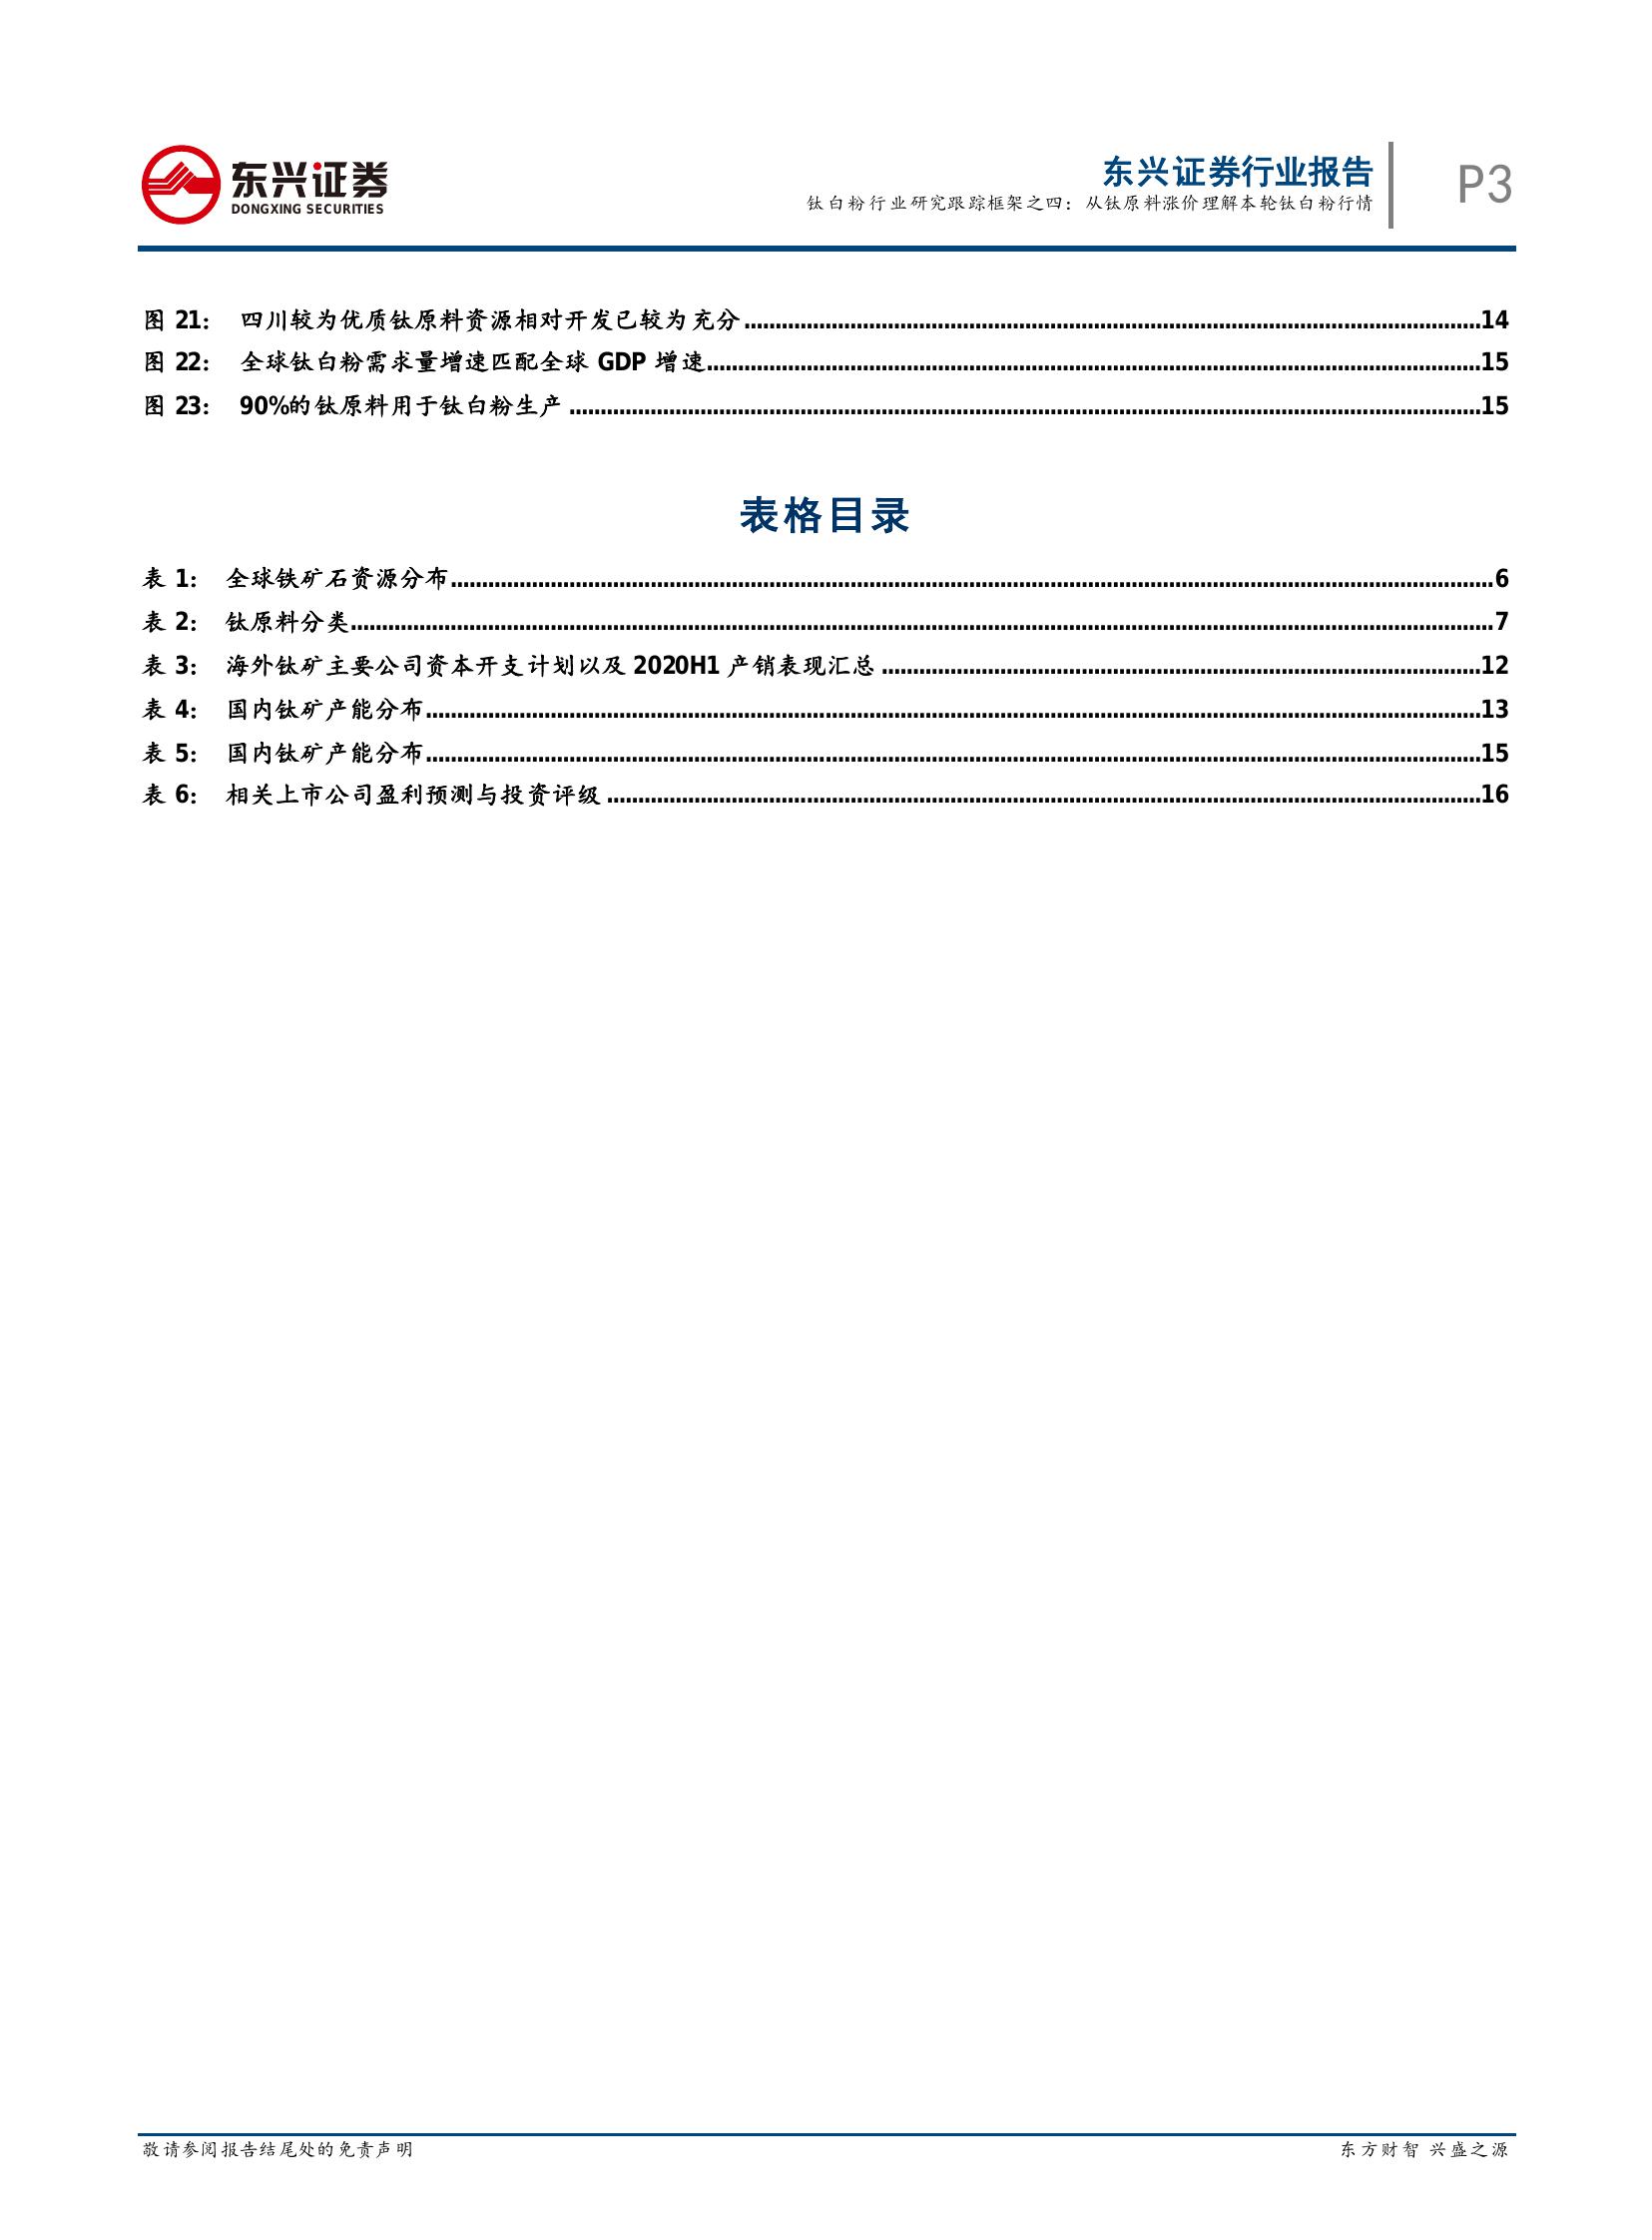 东兴证券
DONGXING SECURITIES
东兴证券行业报告
钛白粉行业研究跟踪框架之四：从钛原料涨价理解本轮钛白粉行情
P3
图 21： 四川较为优质钛原料资源相对开发已较为充分 14
图 22： 全球钛白粉需求量增速匹配全球 GDP 增速 15
图 23： 90%的钛原料用于钛白粉生产 15
表格目录
表 1： 全球铁矿石资源分布 6
表 2： 钛原料分类 7
表 3： 海外钛矿主要公司资本开支计划以及 2020H1 产销表现汇总 12
表 4： 国内钛矿产能分布 13
表 5： 国内钛矿产能分布 15
表 6： 相关上市公司盈利预测与投资评级 16
敬请参阅报告结尾处的免责声明
东方财智 兴盛之源